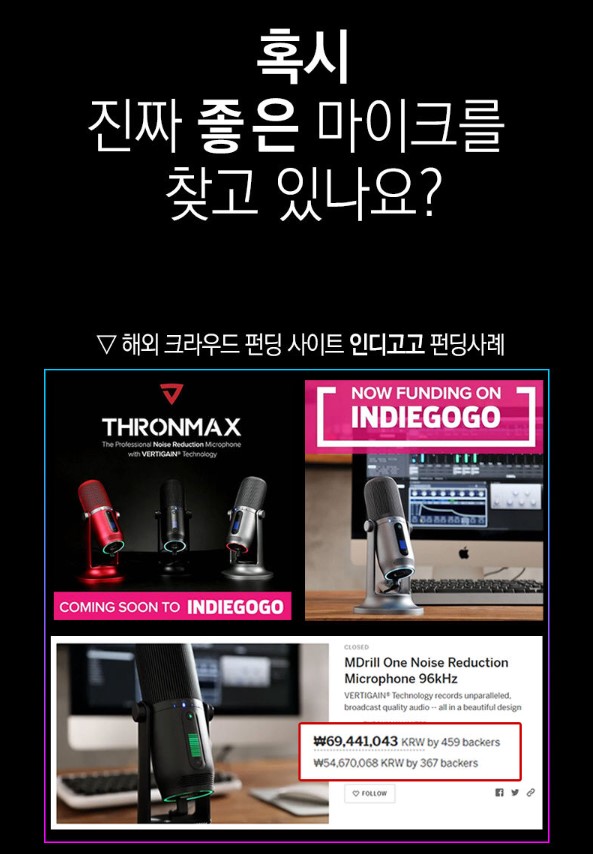 혹시
진짜 좋은 마이크를
찾고 있나요?
▽ 해외 크라우드 펀딩 사이트 인디고고 펀딩사례
THRONMAX
The Professional Noise Reduction Microphone
with VERTIGAIN® Technology
COMING SOON TO INDIEGOGO
NOW FUNDING ON
INDIEGOGO
CLOSED
MDrill One Noise Reduction
Microphone 96kHz
VERTIGAIN® Technology records unparalleled,
broadcast quality audio -- all in a beautiful design
₩69,441,043 KRW by 459 backers
₩54,670,068 KRW by 367 backers
♡ FOLLOW